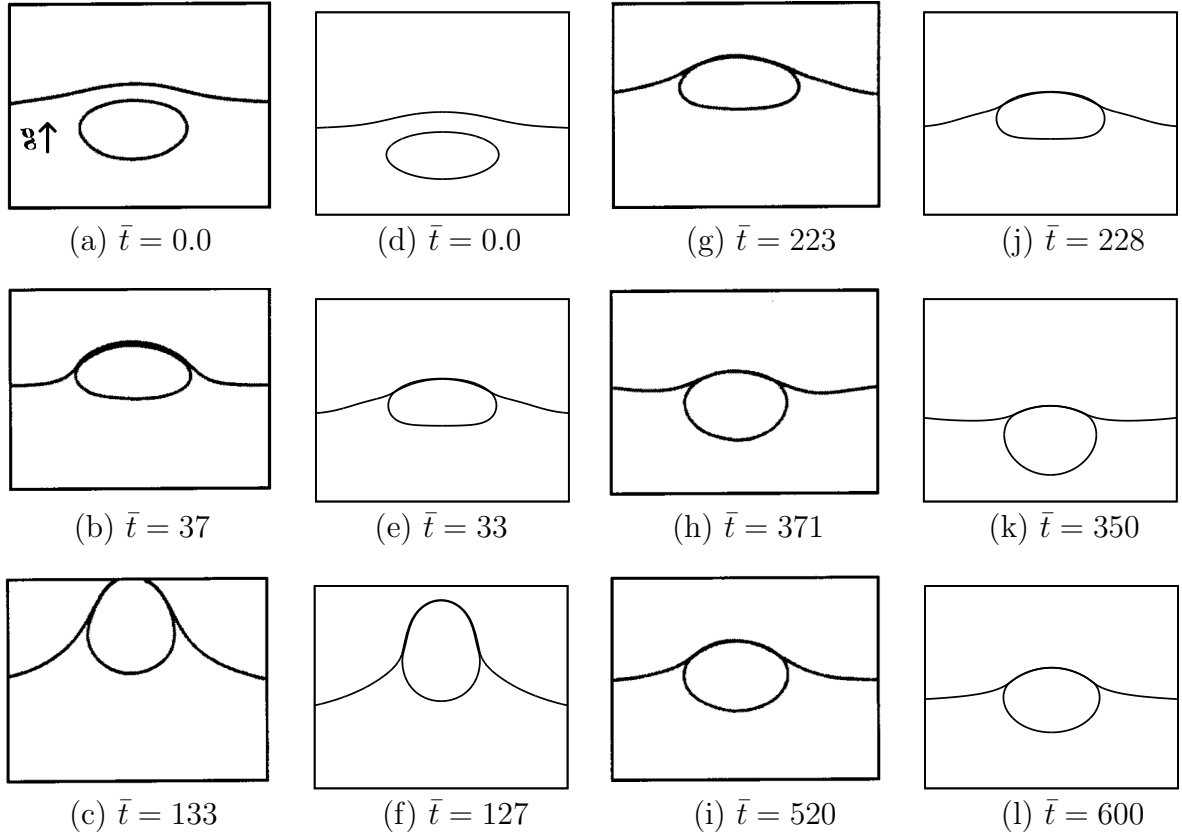 g↑
(a) t̄ = 0.0
(d) t̄ = 0.0
(g) t̄ = 223
(j) t̄ = 228
(b) t̄ = 37
(e) t̄ = 33
(h) t̄ = 371
(k) t̄ = 350
(c) t̄ = 133
(f) t̄ = 127
(i) t̄ = 520
(l) t̄ = 600